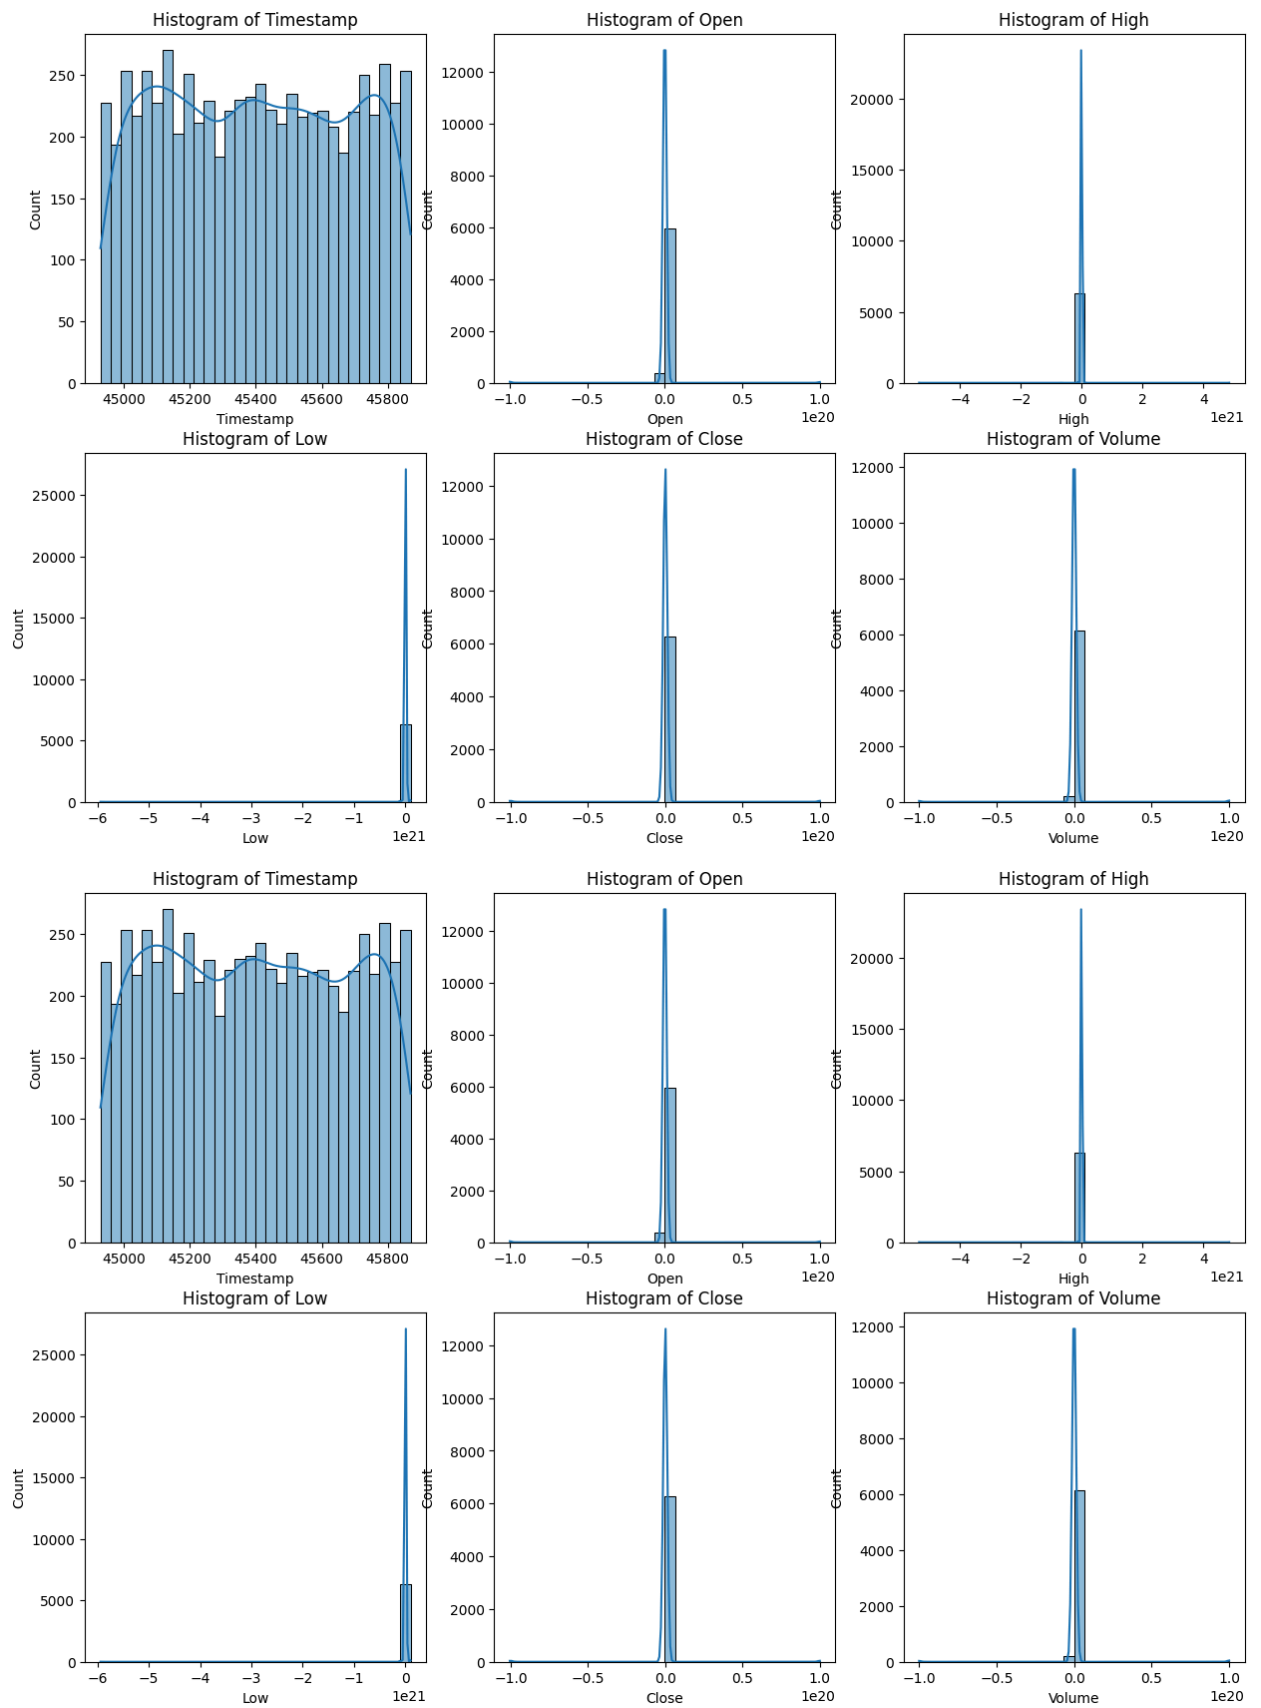 Histogram of Timestamp
Histogram of Open
Histogram of High
Count
250
200
150
100
50
0
45000 45200 45400 45600 45800
Timestamp
Count
12000
10000
8000
6000
4000
2000
0
−1.0 −0.5 0.0 0.5 1.0
1e20
Open
Count
20000
15000
10000
5000
0
−4 −2 0 2 4
1e21
High
Histogram of Low
Histogram of Close
Histogram of Volume
Count
25000
20000
15000
10000
5000
0
−6 −5 −4 −3 −2 −1 0
1e21
Low
Count
12000
10000
8000
6000
4000
2000
0
−1.0 −0.5 0.0 0.5 1.0
1e20
Close
Count
12000
10000
8000
6000
4000
2000
0
−1.0 −0.5 0.0 0.5 1.0
1e20
Volume
Histogram of Timestamp
Histogram of Open
Histogram of High
Count
250
200
150
100
50
0
45000 45200 45400 45600 45800
Timestamp
Count
12000
10000
8000
6000
4000
2000
0
−1.0 −0.5 0.0 0.5 1.0
1e20
Open
Count
20000
15000
10000
5000
0
−4 −2 0 2 4
1e21
High
Histogram of Low
Histogram of Close
Histogram of Volume
Count
25000
20000
15000
10000
5000
0
−6 −5 −4 −3 −2 −1 0
1e21
Low
Count
12000
10000
8000
6000
4000
2000
0
−1.0 −0.5 0.0 0.5 1.0
1e20
Close
Count
12000
10000
8000
6000
4000
2000
0
−1.0 −0.5 0.0 0.5 1.0
1e20
Volume